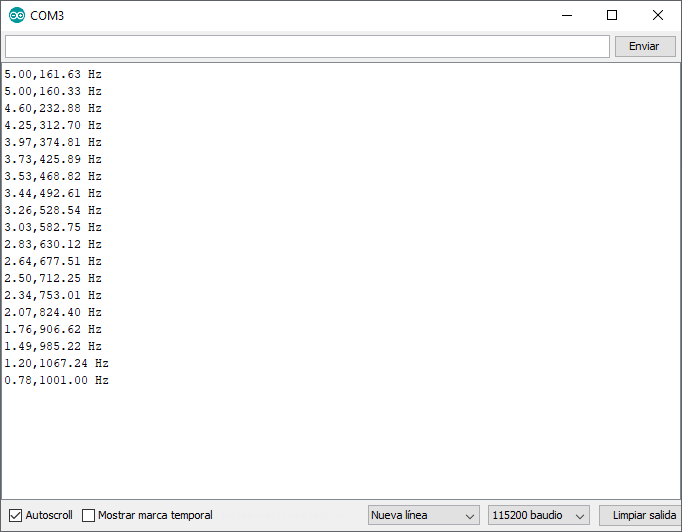 COM3
Enviar
5.00,161.63 Hz
5.00,160.33 Hz
4.60,232.88 Hz
4.25,312.70 Hz
3.97,374.81 Hz
3.73,425.89 Hz
3.53,468.82 Hz
3.44,492.61 Hz
3.26,528.54 Hz
3.03,582.75 Hz
2.83,630.12 Hz
2.64,677.51 Hz
2.50,712.25 Hz
2.34,753.01 Hz
2.07,824.40 Hz
1.76,906.62 Hz
1.49,985.22 Hz
1.20,1067.24 Hz
0.78,1001.00 Hz
Autoscroll Mostrar marca temporal Nueva línea 115200 baudio Limpiar salida